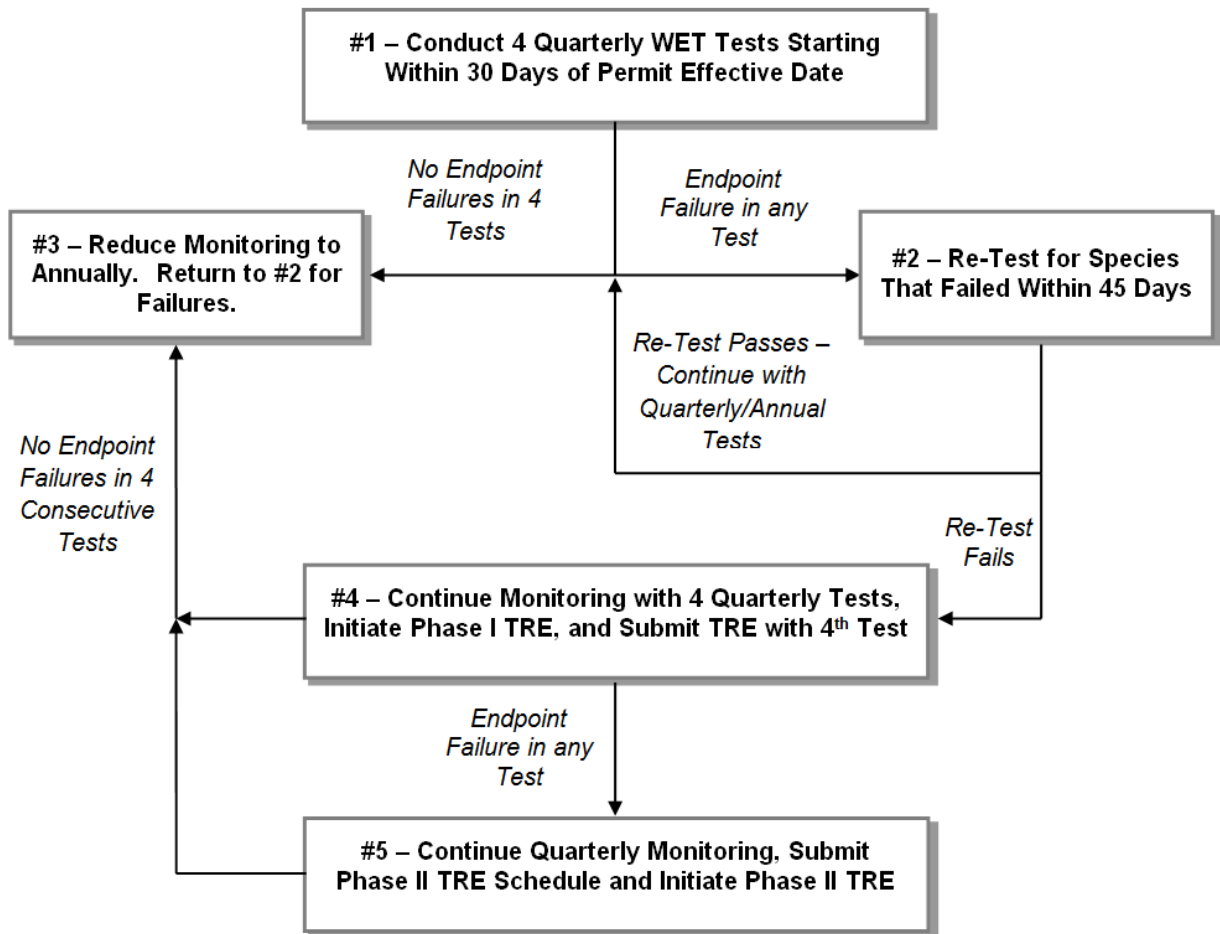 #1 – Conduct 4 Quarterly WET Tests Starting
Within 30 Days of Permit Effective Date
No Endpoint
Failures in 4
Tests
Endpoint
Failure in any
Test
#3 – Reduce Monitoring to
Annually.  Return to #2 for
Failures.
#2 – Re-Test for Species
That Failed Within 45 Days
Re-Test Passes –
Continue with
Quarterly/Annual
Tests
No Endpoint
Failures in 4
Consecutive
Tests
Re-Test
Fails
#4 – Continue Monitoring with 4 Quarterly Tests,
Initiate Phase I TRE, and Submit TRE with 4th Test
Endpoint
Failure in any
Test
#5 – Continue Quarterly Monitoring, Submit
Phase II TRE Schedule and Initiate Phase II TRE